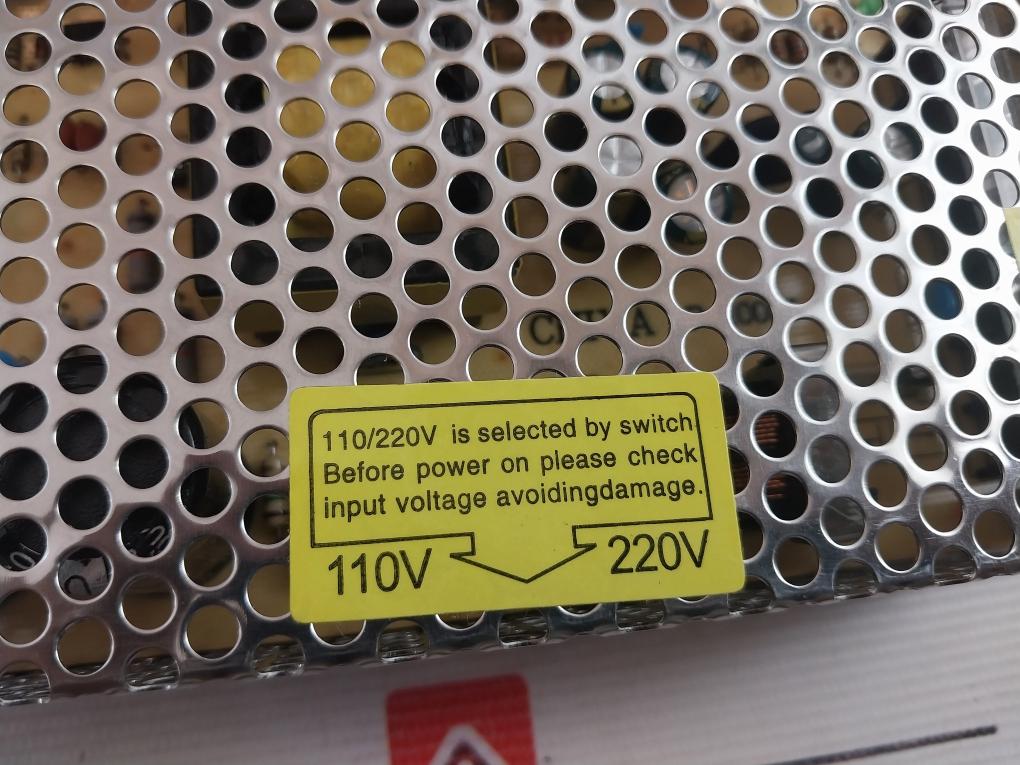 110/220V is selected by switch
Before power on please check
input voltage avoidingdamage.
110V 220V